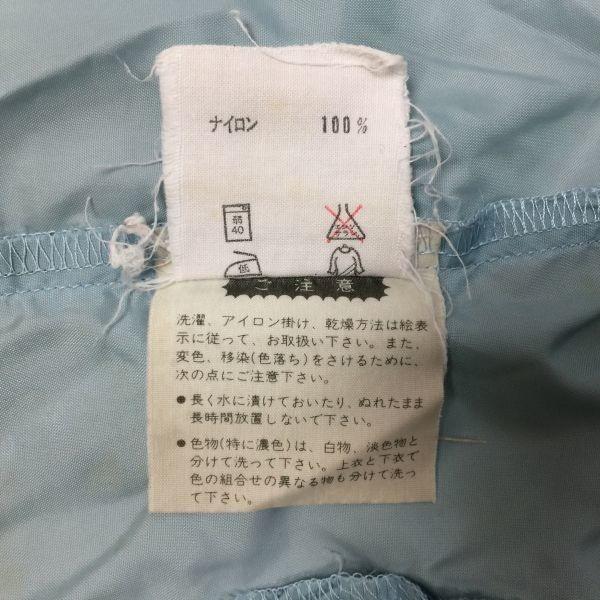 ナイロン 100%
弱
40
エンソ
サラシ
低
ご注意
洗濯、アイロン掛け、乾燥方法は絵表
示に従って、お取扱い下さい。また、
変色、移染(色落ち)をさけるために、
次の点にご注意下さい。
●長く水に漬けておいたり、ぬれたまま
長時間放置しないで下さい。
●色物(特に濃色)は、白物、淡色物と
分けて洗って下さい。上衣と下衣で
色の組合せの異なる物も分けて洗っ
て下さい。